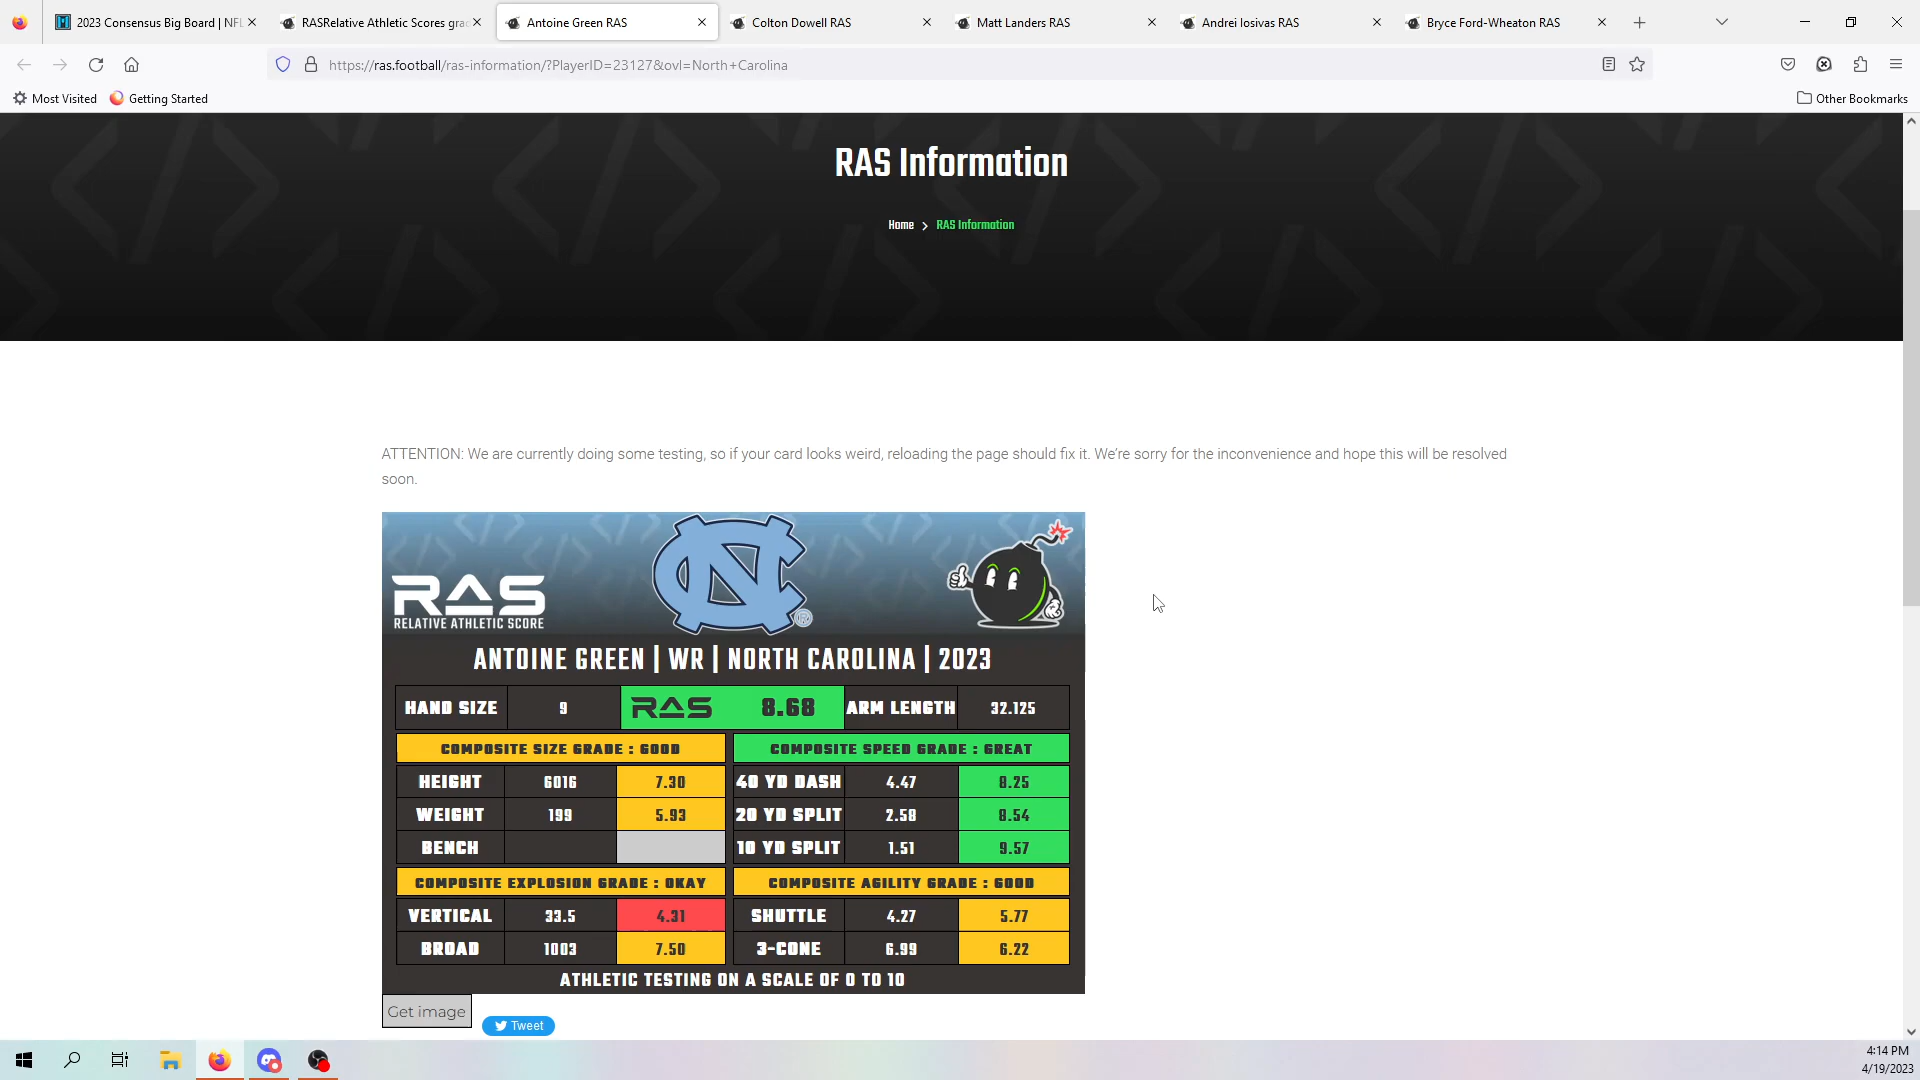 2023 Consensus Big Board | NFL
RASRelative Athletic Scores gra
Antoine Green RAS
Colton Dowell RAS
Matt Landers RAS
Andrei Iosivas RAS
Bryce Ford-Wheaton RAS
https://ras.football/ras-information/?PlayerID=23127&ovl=North+Carolina
Most Visited
Getting Started
Other Bookmarks
RAS Information
Home > RAS Information
ATTENTION: We are currently doing some testing, so if your card looks weird, reloading the page should fix it. We're sorry for the inconvenience and hope this will be resolved
soon.
NC
®
RAS
RELATIVE ATHLETIC SCORE
ANTOINE GREEN | WR | NORTH CAROLINA | 2023
HAND SIZE 9 RAS 8.68 ARM LENGTH 32.125
COMPOSITE SIZE GRADE : GOOD COMPOSITE SPEED GRADE : GREAT
HEIGHT 6016 7.30 40 YD DASH 4.47 8.25
WEIGHT 199 5.93 20 YD SPLIT 2.58 8.54
BENCH 10 YD SPLIT 1.51 9.57
COMPOSITE EXPLOSION GRADE : OKAY COMPOSITE AGILITY GRADE : GOOD
VERTICAL 33.5 4.31 SHUTTLE 4.27 5.77
BROAD 1003 7.50 3-CONE 6.99 6.22
ATHLETIC TESTING ON A SCALE OF 0 TO 10
Get image
Tweet
4:14 PM
4/19/2023